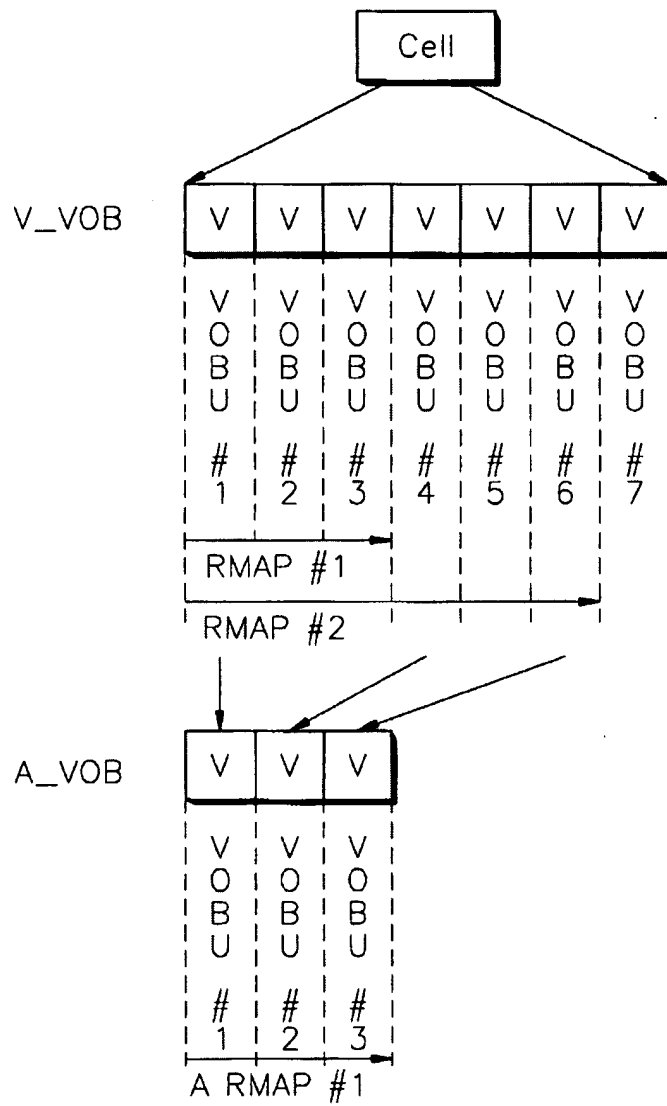 Cell
V_VOB
V V V V V V V
VOBU #1 VOBU #2 VOBU #3 VOBU #4 VOBU #5 VOBU #6 VOBU #7
RMAP #1
RMAP #2
A_VOB
V V V
VOBU #1 VOBU #2 VOBU #3
A RMAP #1